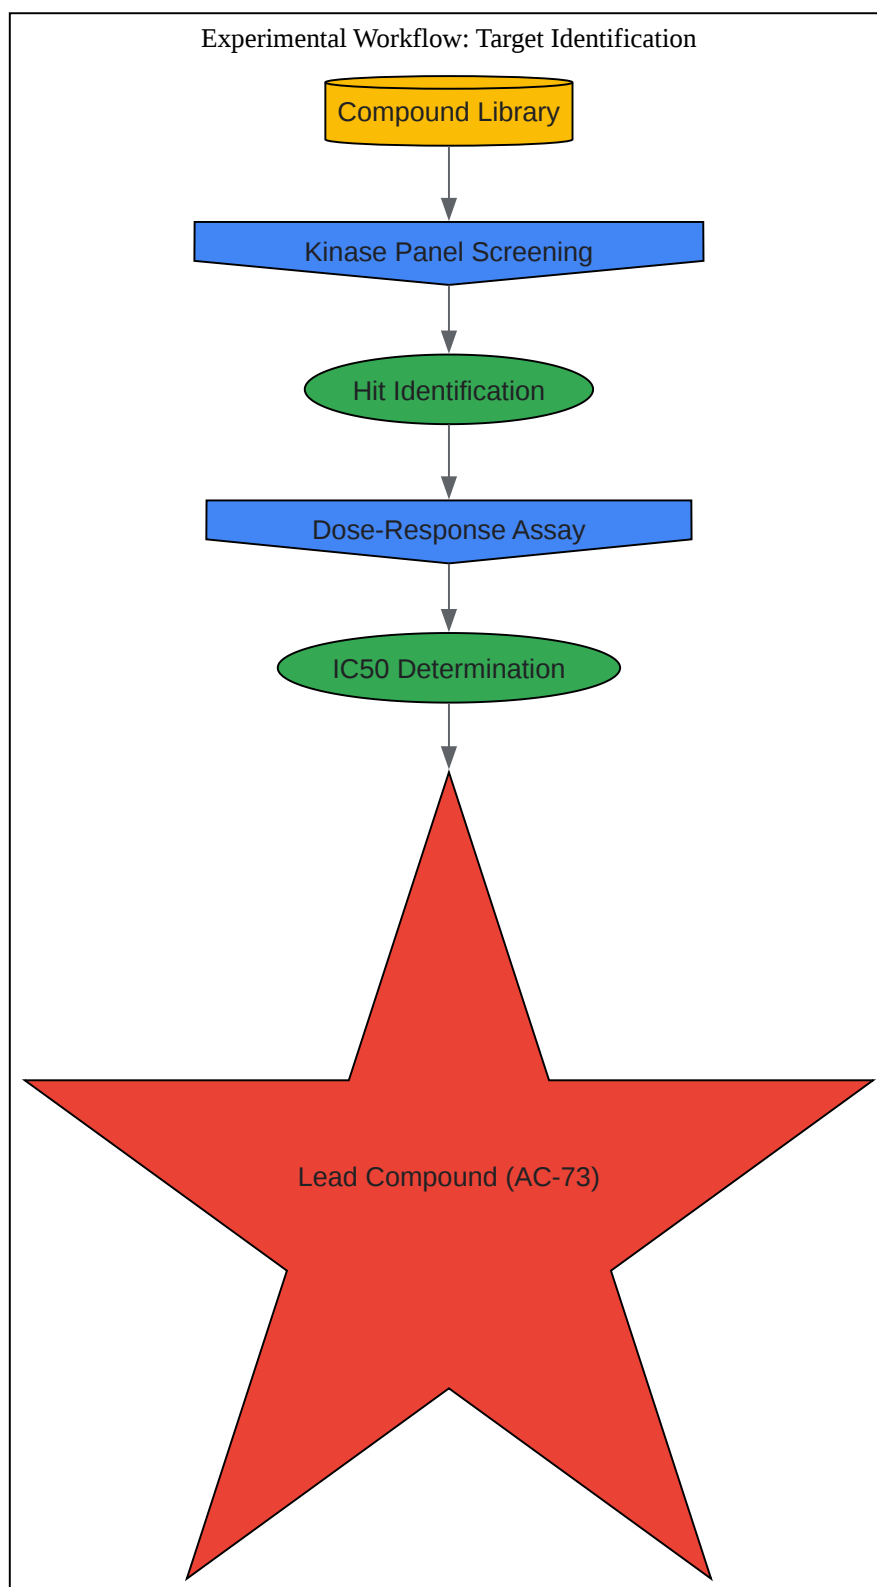 Experimental Workflow: Target Identification
Compound Library
Kinase Panel Screening
Hit Identification
Dose-Response Assay
IC50 Determination
Lead Compound (AC-73)